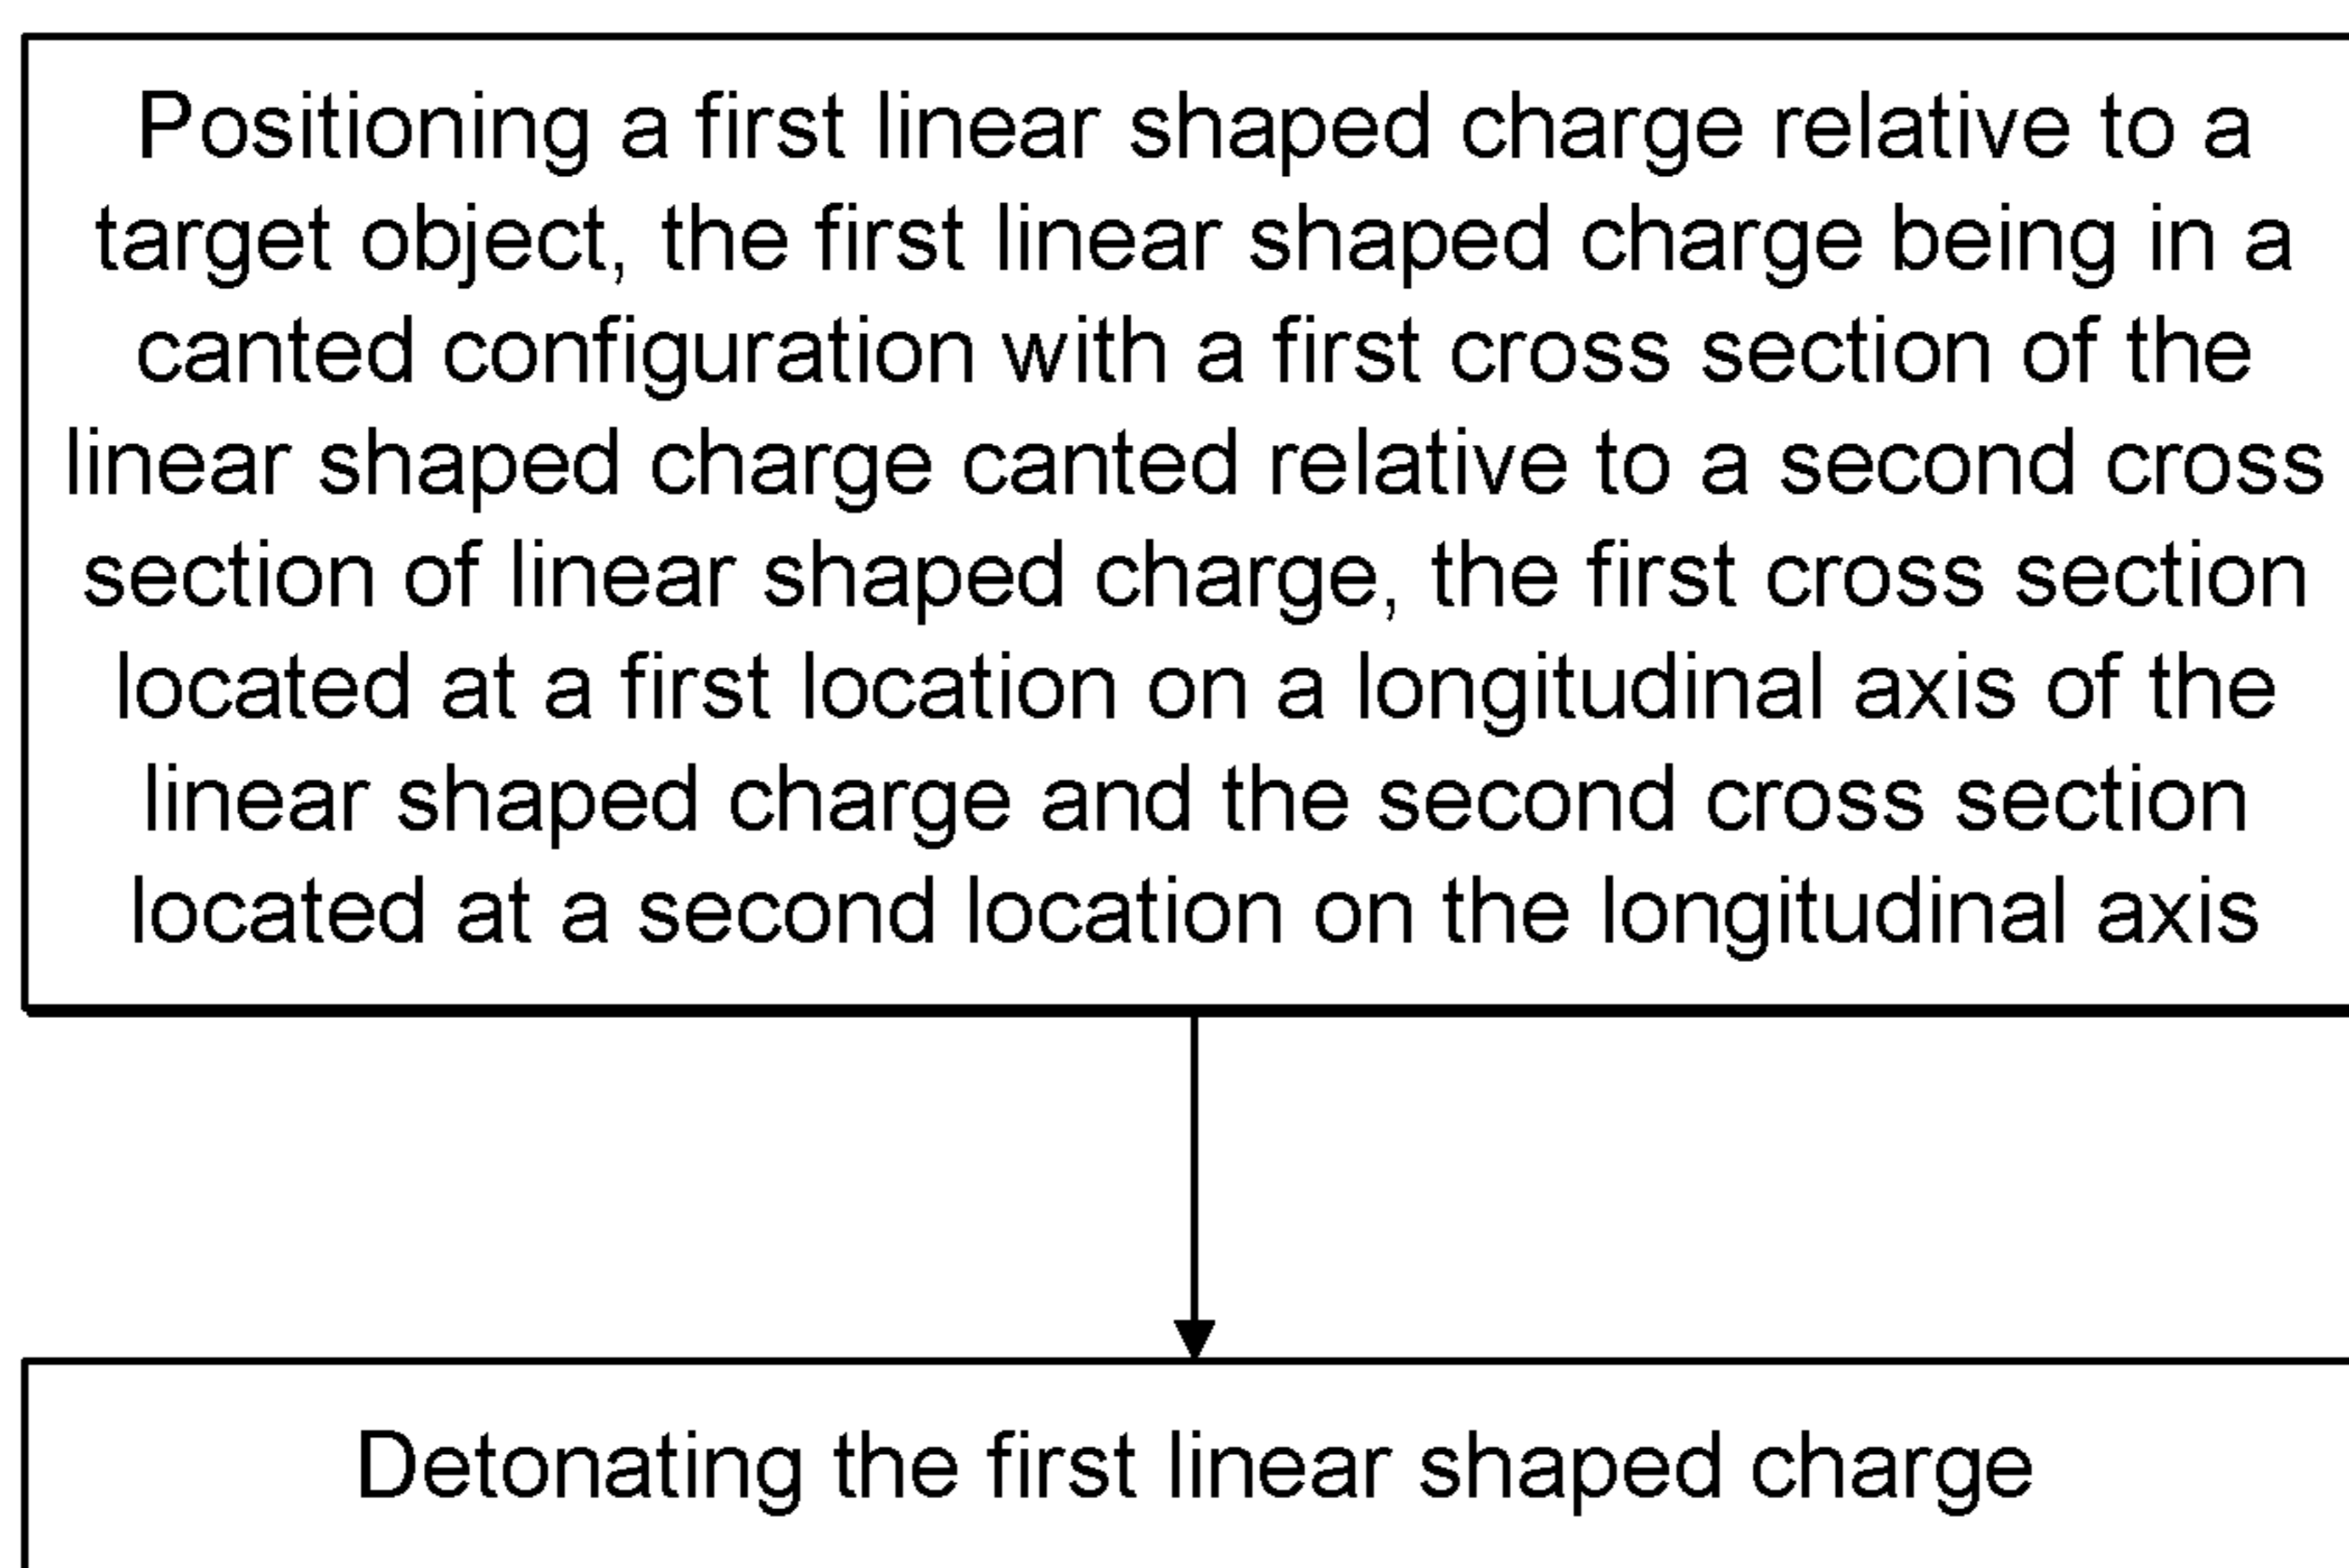 Positioning a first linear shaped charge relative to a
target object, the first linear shaped charge being in a
canted configuration with a first cross section of the
linear shaped charge canted relative to a second cross
section of linear shaped charge, the first cross section
located at a first location on a longitudinal axis of the
linear shaped charge and the second cross section
located at a second location on the longitudinal axis
Detonating the first linear shaped charge